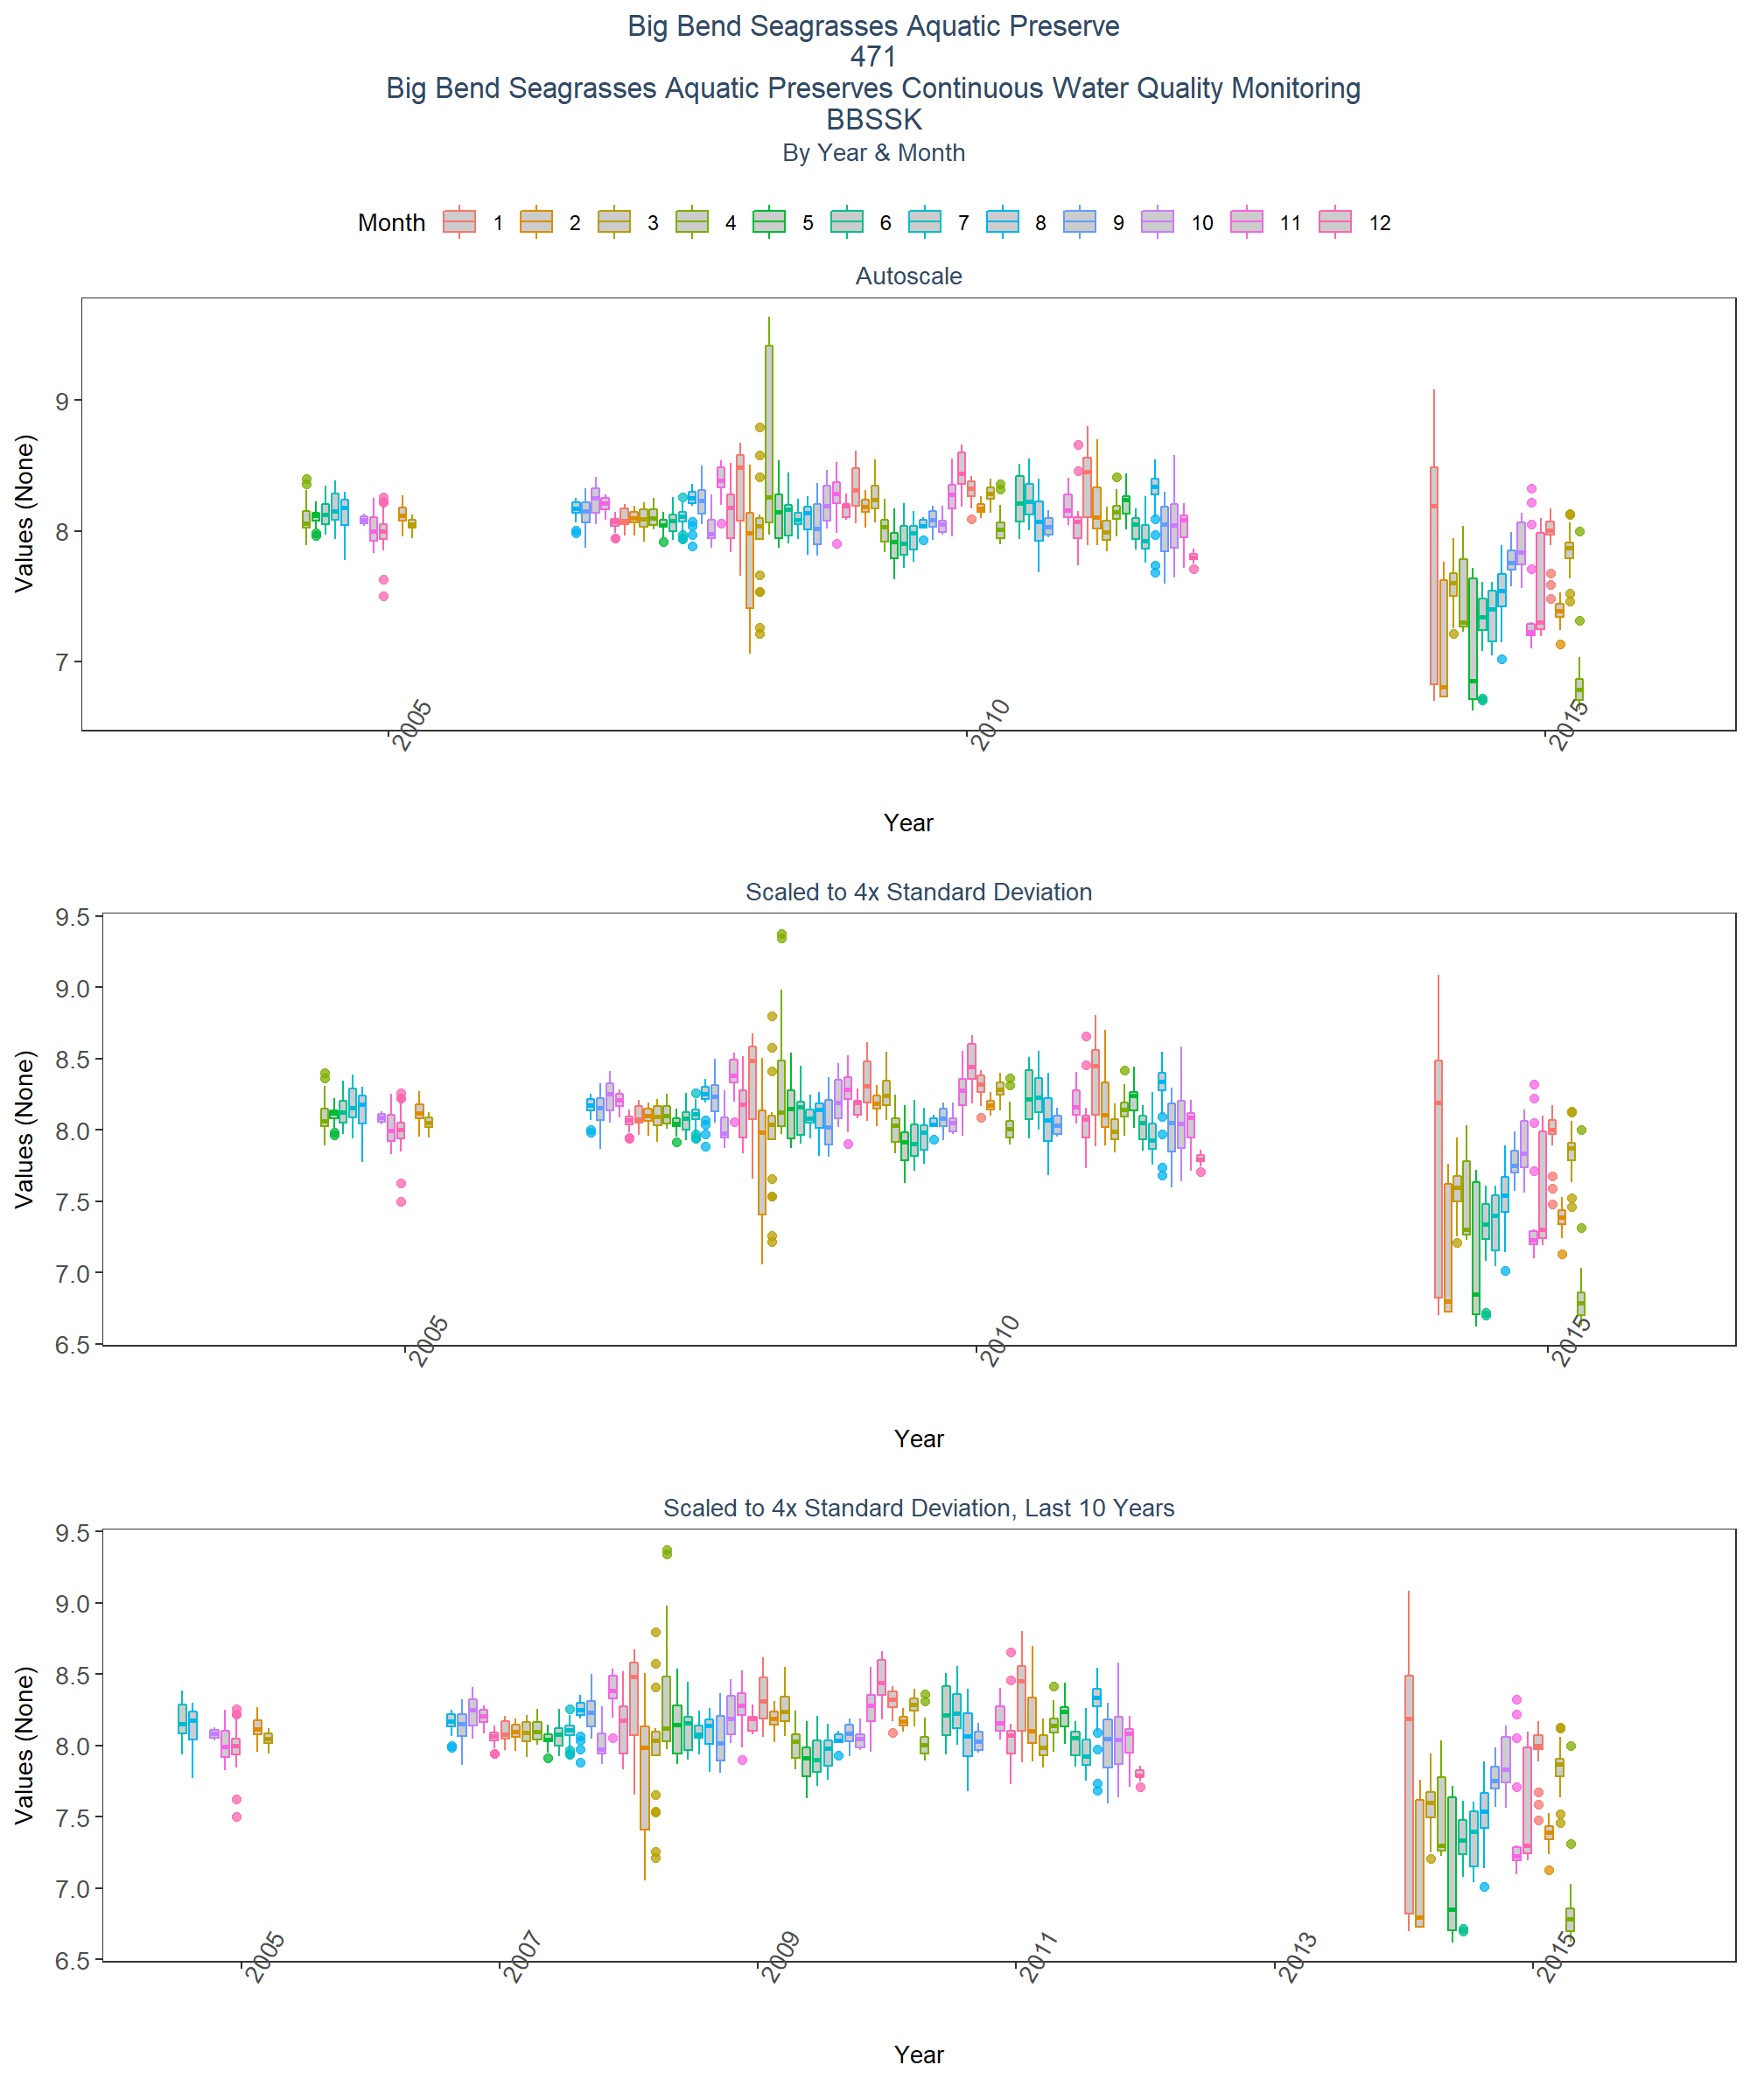 Big Bend Seagrasses Aquatic Preserve
471
Big Bend Seagrasses Aquatic Preserves Continuous Water Quality Monitoring
BBSSK
By Year & Month
Month 1 2 3 4 5 6 7 8 9 10 11 12
Autoscale
Values (None)
9
8
7
2005 2010 2015
Year
Scaled to 4x Standard Deviation
Values (None)
9.5
9.0
8.5
8.0
7.5
7.0
6.5
2005 2010 2015
Year
Scaled to 4x Standard Deviation, Last 10 Years
Values (None)
9.5
9.0
8.5
8.0
7.5
7.0
6.5
2005 2007 2009 2011 2013 2015
Year